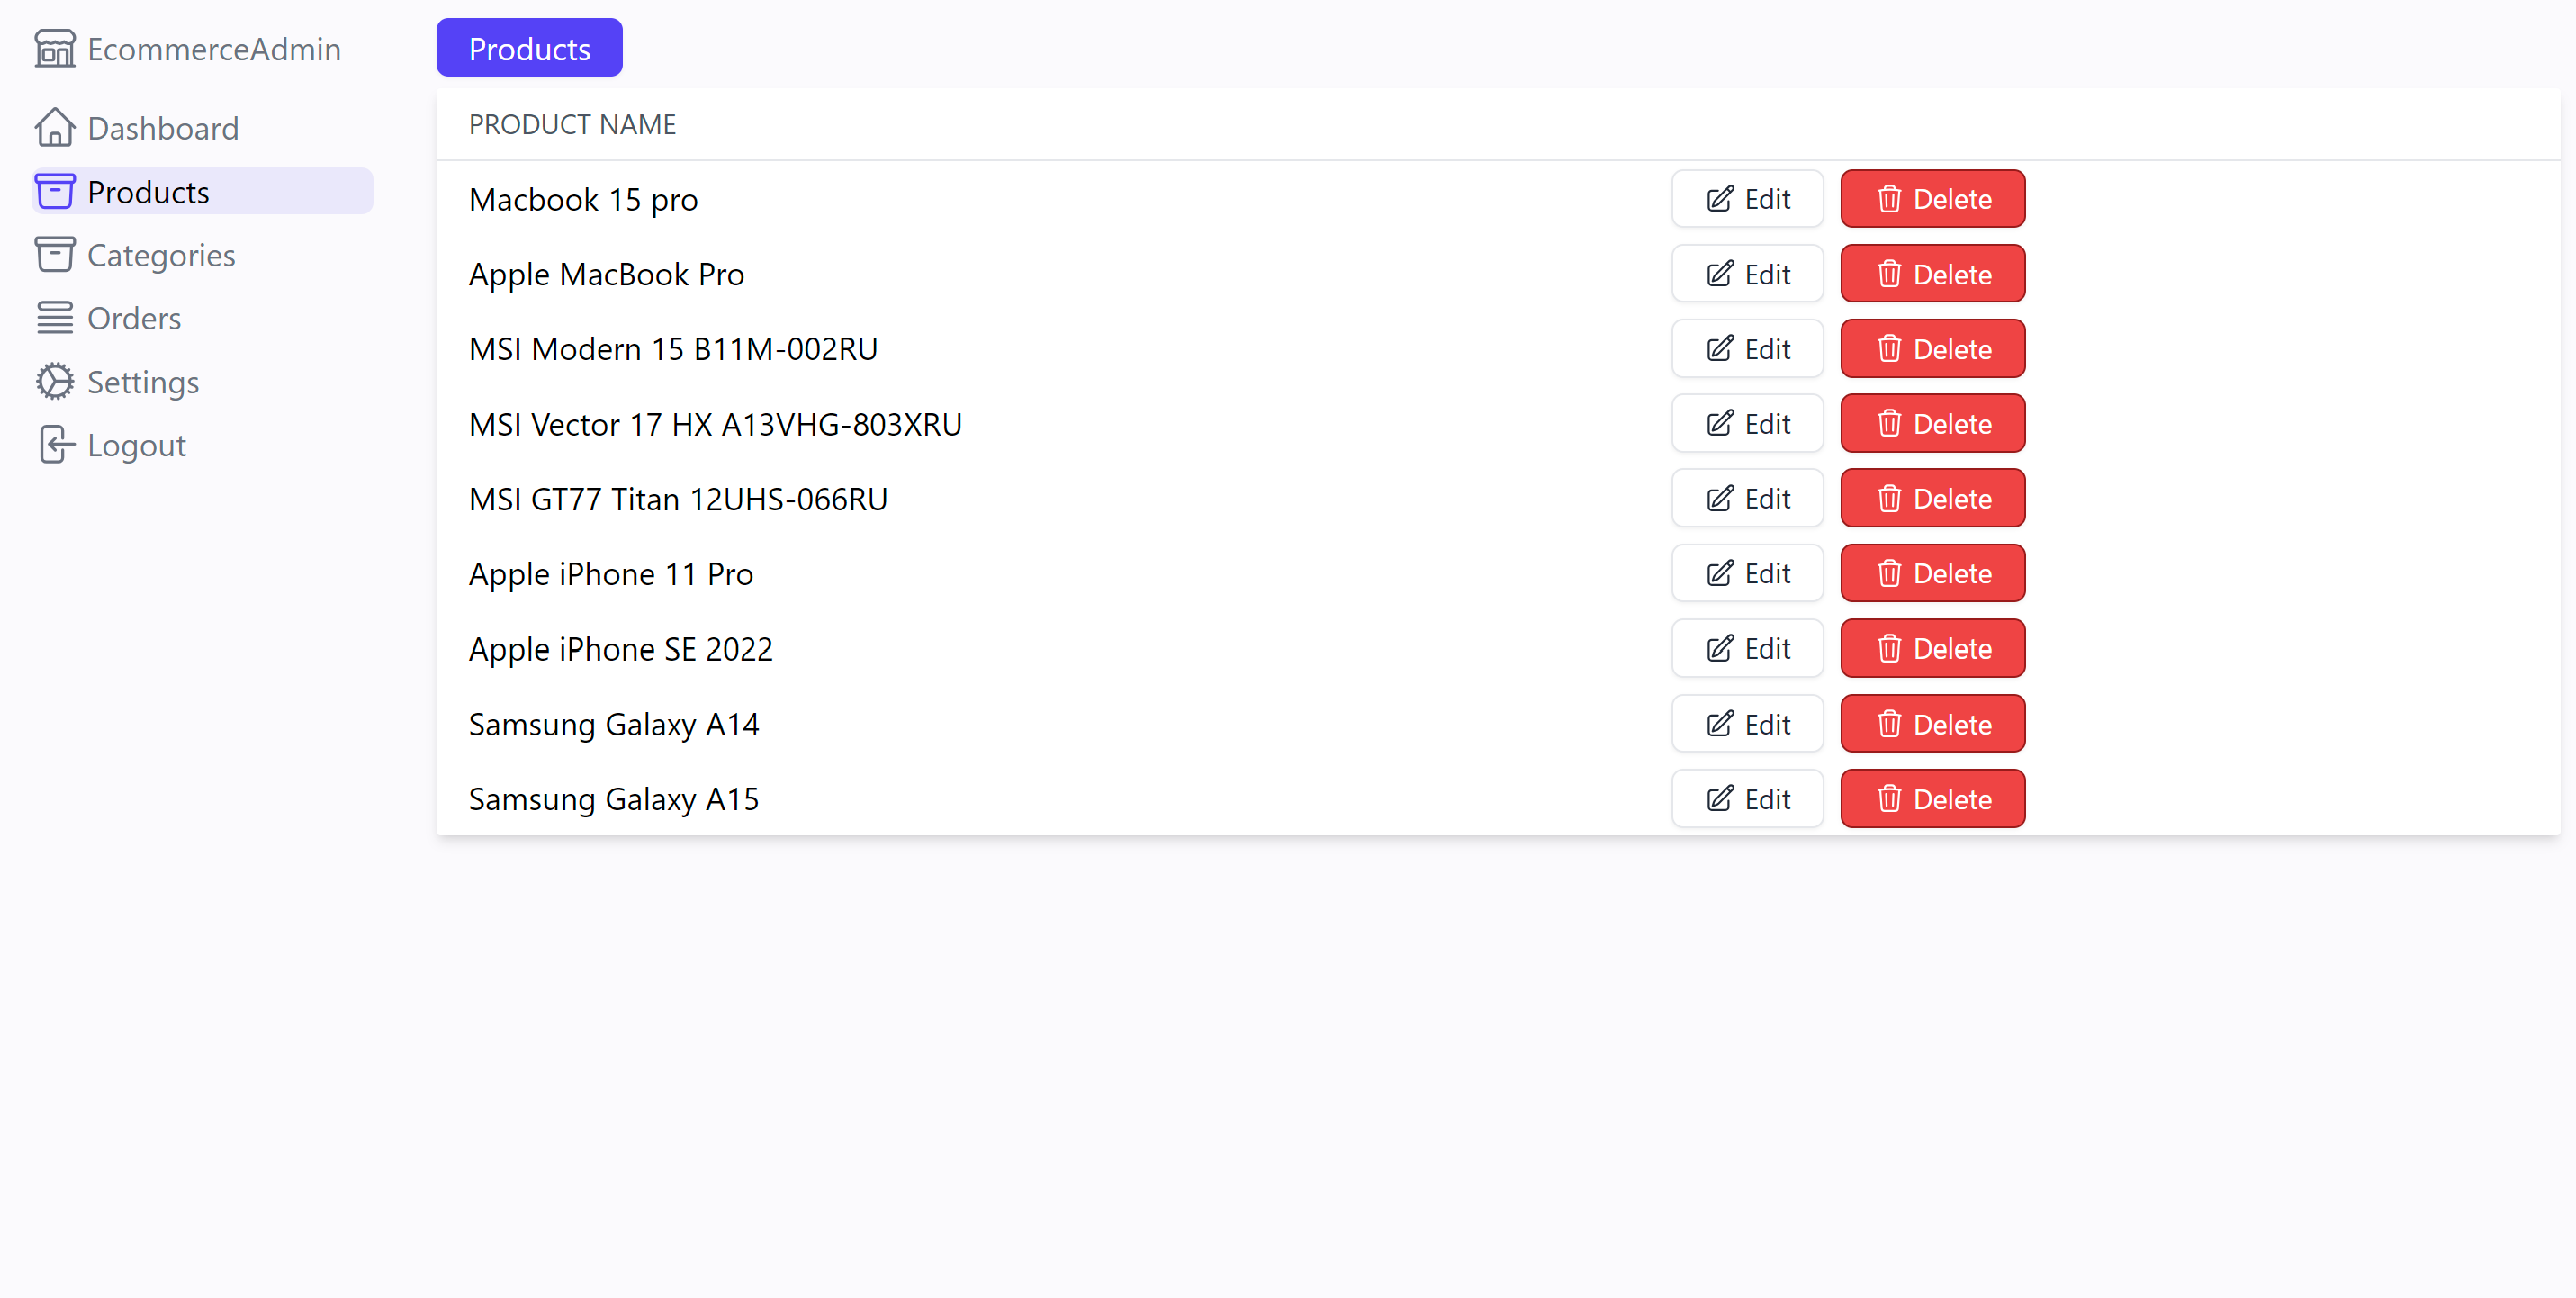 EcommerceAdmin
Dashboard
Products
Categories
Orders
Settings
Logout
Products
PRODUCT NAME
Macbook 15 pro Edit Delete
Apple MacBook Pro Edit Delete
MSI Modern 15 B11M-002RU Edit Delete
MSI Vector 17 HX A13VHG-803XRU Edit Delete
MSI GT77 Titan 12UHS-066RU Edit Delete
Apple iPhone 11 Pro Edit Delete
Apple iPhone SE 2022 Edit Delete
Samsung Galaxy A14 Edit Delete
Samsung Galaxy A15 Edit Delete